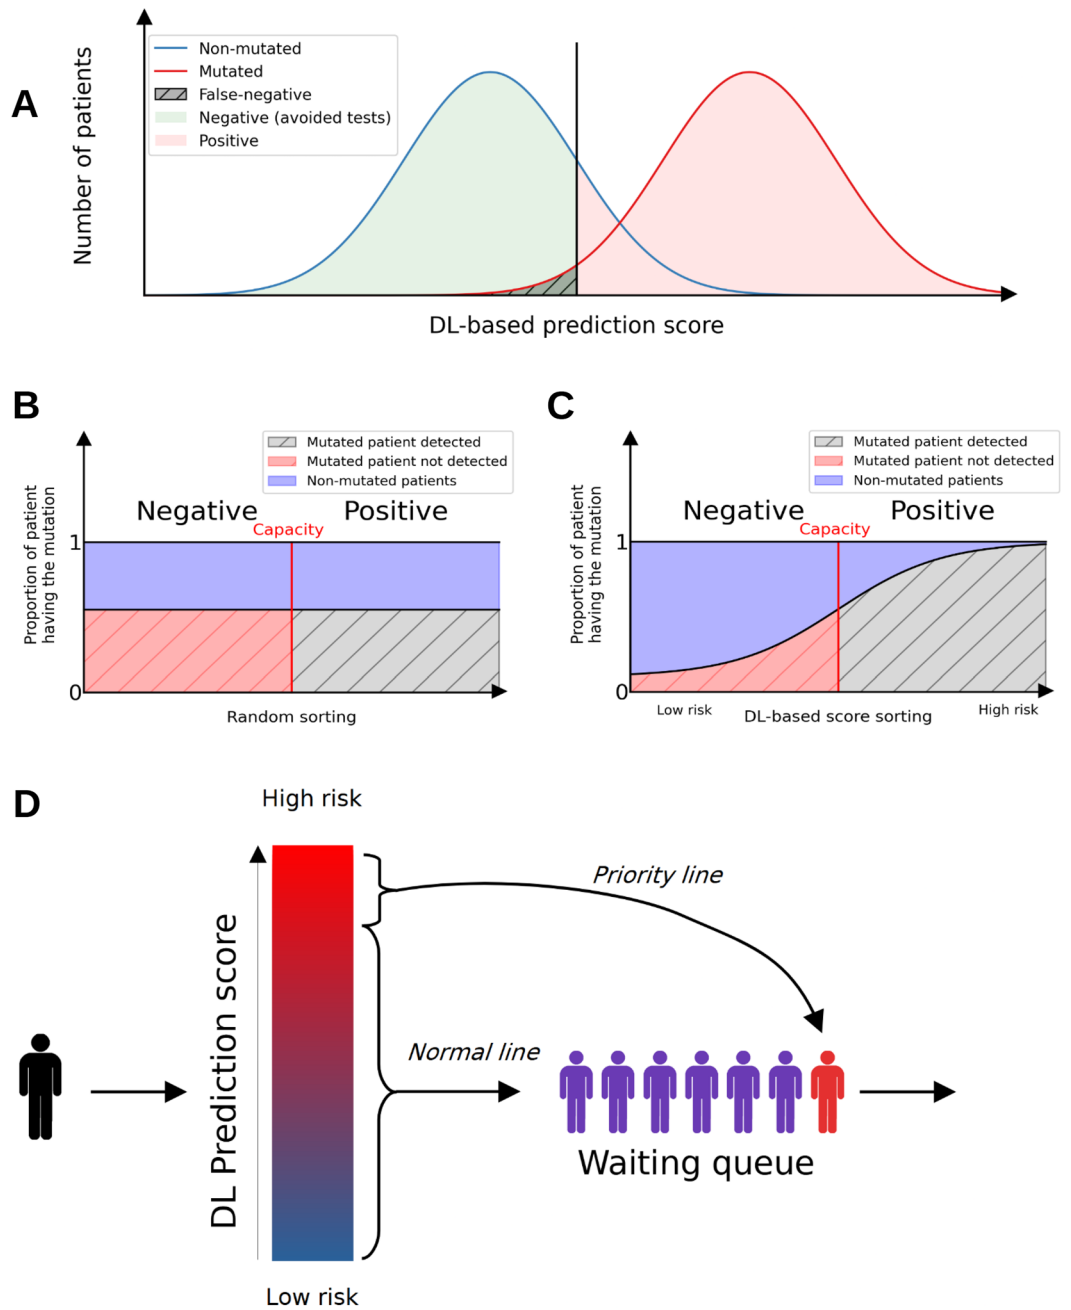 A
Number of patients
Non-mutated
Mutated
False-negative
Negative (avoided tests)
Positive
DL-based prediction score
B
Proportion of patient
having the mutation
Mutated patient detected
Mutated patient not detected
Non-mutated patients
Negative
Positive
Capacity
1
0
Random sorting
C
Proportion of patient
having the mutation
Mutated patient detected
Mutated patient not detected
Non-mutated patients
Negative
Positive
Capacity
1
0
Low risk
DL-based score sorting
High risk
D
High risk
DL Prediction score
Priority line
Normal line
Waiting queue
Low risk